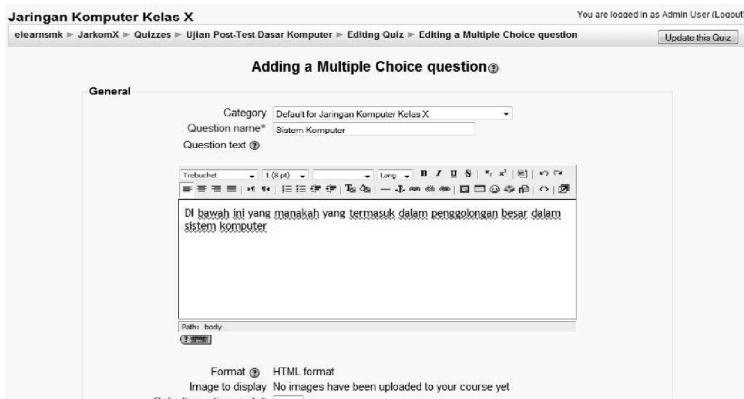 Jaringan Komputer Kelas X
You are logged in as Admin User (Logout)
elearnsmk ► JarkomX ► Quizzes ► Ujian Post-Test Dasar Komputer ► Editing Quiz ► Editing a Multiple Choice question
Update this Quiz
Adding a Multiple Choice question
General
Category Default for Jaringan Komputer Kelas X
Question name* Sistem Komputer
Question text
Trebuchet 1 (8 pt) Lang B I U S
DI bawah ini yang manakah yang termasuk dalam penggolongan besar dalam
sistem komputer
Path: body
Format HTML format
Image to display No images have been uploaded to your course yet